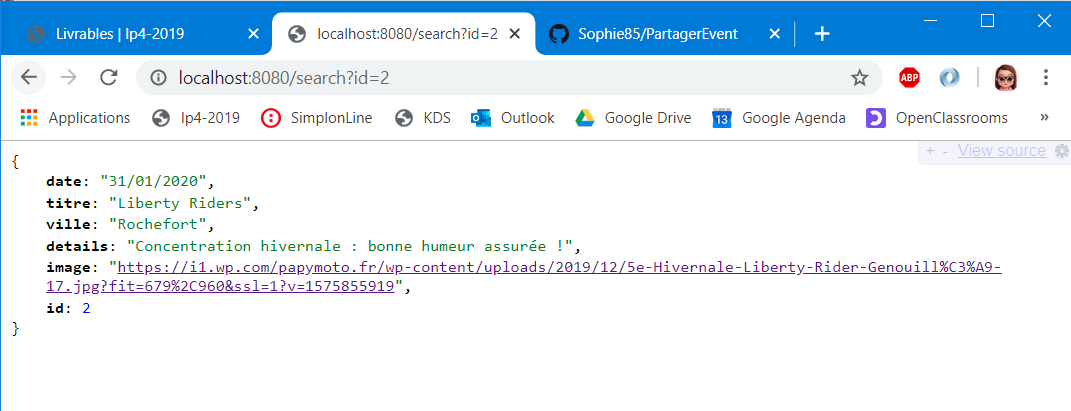 Livrables | Ip4-2019
localhost:8080/search?id=2
Sophie85/PartagerEvent
localhost:8080/search?id=2
ABP
Applications
Ip4-2019
SimplonLine
KDS
Outlook
Google Drive
13
Google Agenda
OpenClassrooms
»
+ - View source
{
date: "31/01/2020",
titre: "Liberty Riders",
ville: "Rochefort",
details: "Concentration hivernale : bonne humeur assurée !",
image: "https://i1.wp.com/papymoto.fr/wp-content/uploads/2019/12/5e-Hivernale-Liberty-Rider-Genouill%C3%A9-
17.jpg?fit=679%2C960&ssl=1?v=1575855919",
id: 2
}